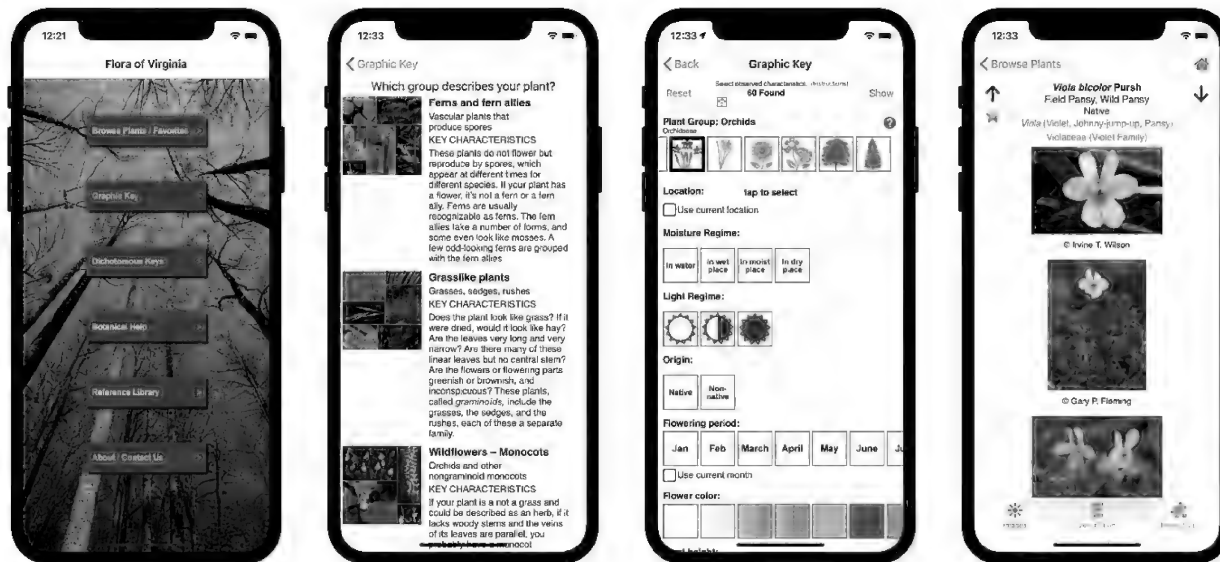 12:21
Flora of Virginia
Browse Plants / Favorites
Graphic Key
Dichotomous Keys
Botanical Help
Reference Library
About / Contact Us
12:33
Graphic Key
Which group describes your plant?
Ferns and fern allies
Vascular plants that
produce spores
KEY CHARACTERISTICS
These plants do not flower but
reproduce by spores, which
appear at different times for
different species. If your plant has
a flower, it's not a fern or a fern
ally. Ferns are usually
recognizable as ferns. The fern
allies take a number of forms, and
some even look like mosses. A
few odd-looking ferns are grouped
with the fern allies
Grasslike plants
Grasses, sedges, rushes
KEY CHARACTERISTICS
Does the plant look like grass? If it
were dried, would it look like hay?
Are the leaves very long and very
narrow? Are there many of these
linear leaves but no central stem?
Are the flowers or flowering parts
greenish or brownish, and
inconspicuous? These plants,
called graminoids, include the
grasses, the sedges, and the
rushes, each of these a separate
family.
Wildflowers – Monocots
Orchids and other
nongraminoid monocots
KEY CHARACTERISTICS
If your plant is a not a grass and
could be described as an herb, if it
lacks woody stems and the veins
of its leaves are parallel, you
probably have a monocot
12:33
Back
Graphic Key
Select observed characteristics.
Reset
60 Found
Show
Plant Group: Orchids
Orchidaceae
Location:
tap to select
Use current location
Moisture Regime:
In water
In wet place
In moist place
In dry place
Light Regime:
Origin:
Native
Non-native
Flowering period:
Jan
Feb
March
April
May
June
Ju
Use current month
Flower color:
12:33
Browse Plants
Viola bicolor Pursh
Field Pansy, Wild Pansy
Native
Viola (Violet, Johnny-jump-up, Pansy)
Violaceae (Violet Family)
© Irvine T. Wilson
© Gary P. Fleming